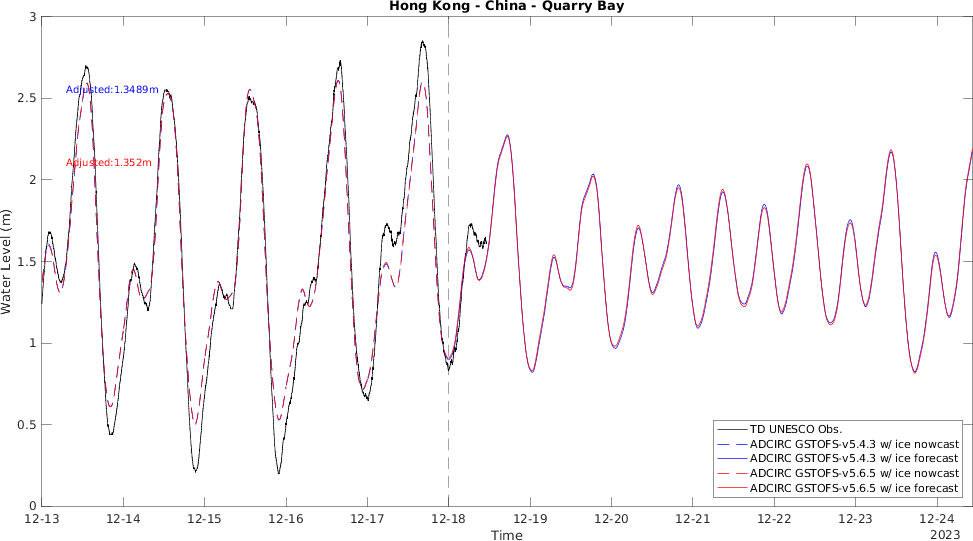 Hong Kong - China - Quarry Bay
3
2.5
2
1.5
1
0.5
0
Water Level (m)
Adjusted:1.3489m
Adjusted:1.352m
TD UNESCO Obs.
ADCIRC GSTOFS-v5.4.3 w/ ice nowcast
ADCIRC GSTOFS-v5.4.3 w/ ice forecast
ADCIRC GSTOFS-v5.6.5 w/ ice nowcast
ADCIRC GSTOFS-v5.6.5 w/ ice forecast
12-13 12-14 12-15 12-16 12-17 12-18 12-19 12-20 12-21 12-22 12-23 12-24
Time
2023